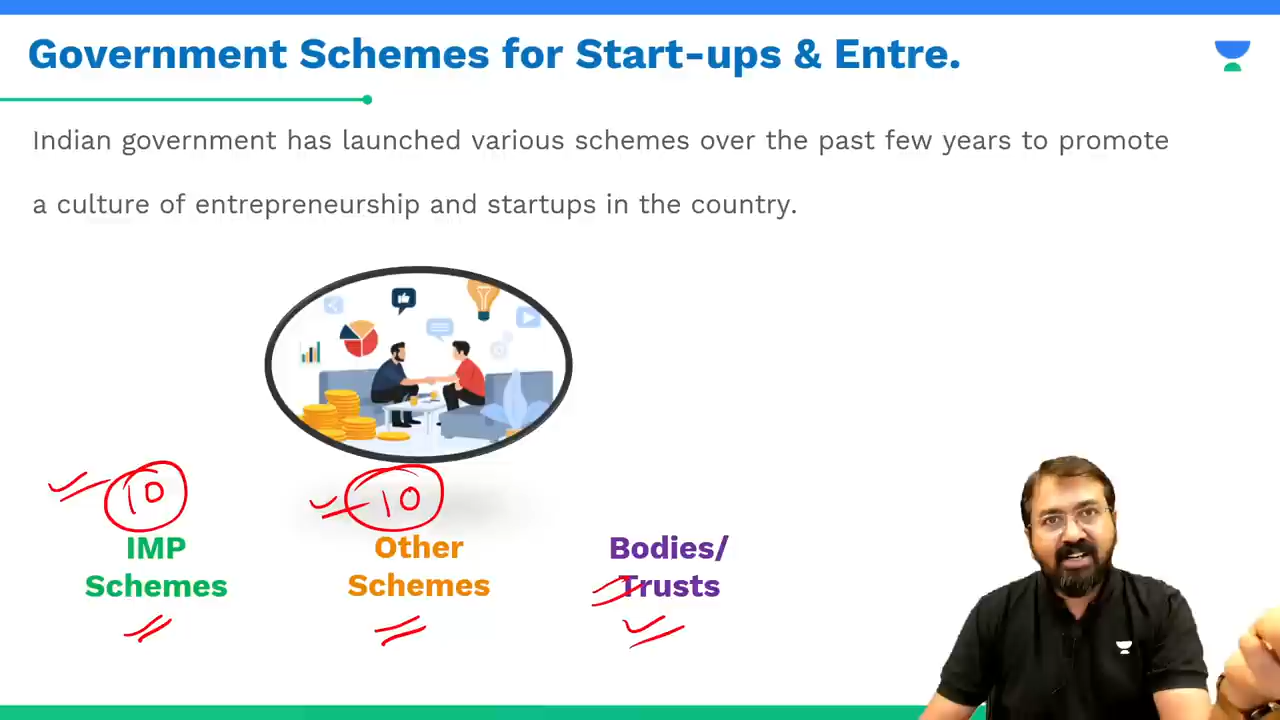 Government Schemes for Start-ups & Entre.
Indian government has launched various schemes over the past few years to promote
a culture of entrepreneurship and startups in the country.
10
10
IMP
Schemes
Other
Schemes
Bodies/
Trusts